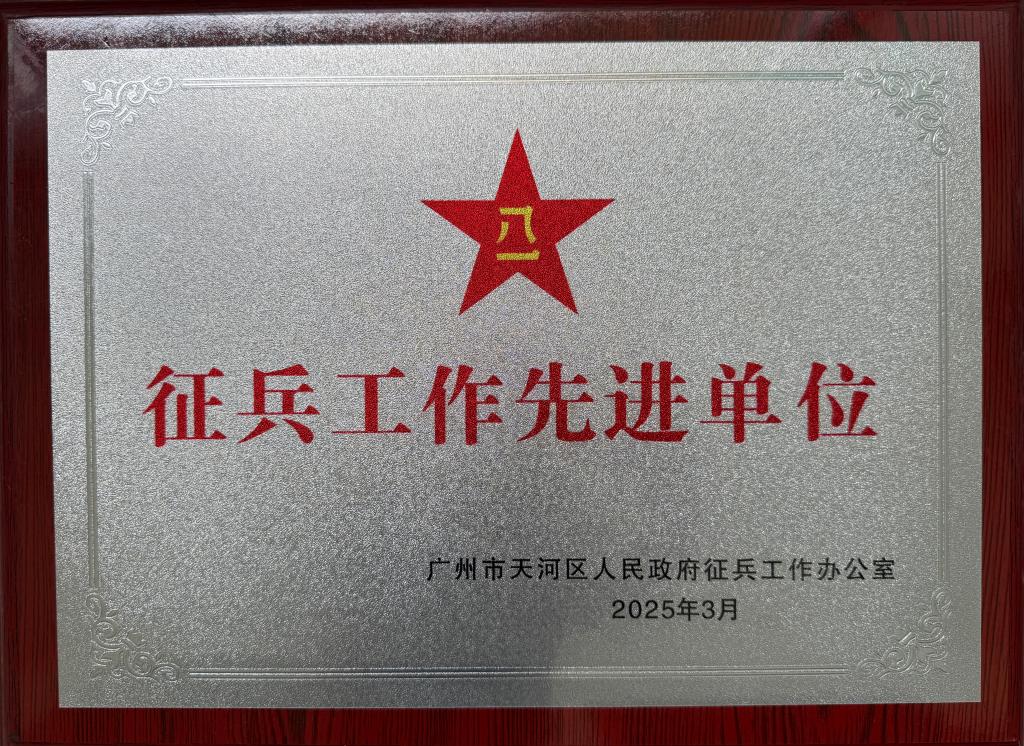 八一
征兵工作先进单位
广州市天河区人民政府征兵工作办公室
2025年3月